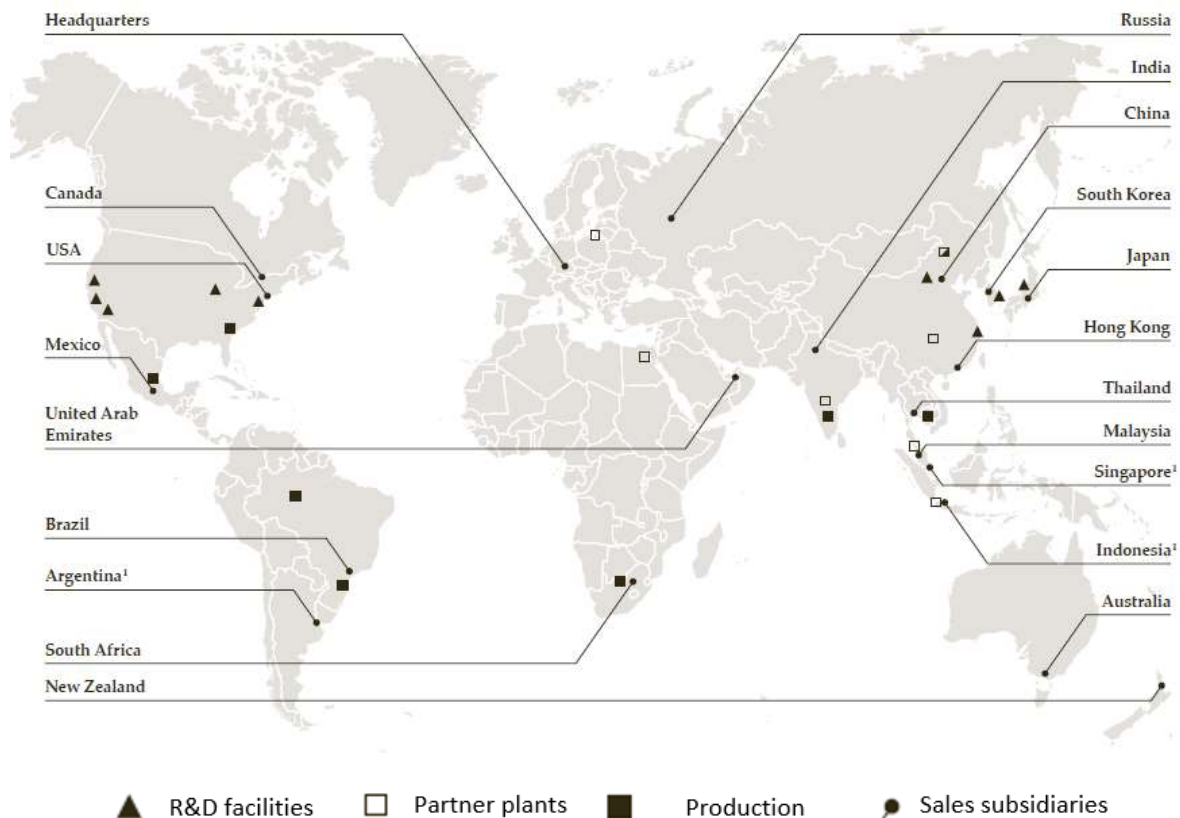 Headquarters
Russia
India
China
Canada
South Korea
USA
Japan
Hong Kong
Mexico
Thailand
United Arab
Emirates
Malaysia
Singapore¹
Brazil
Indonesia¹
Argentina¹
Australia
South Africa
New Zealand
R&D facilities
Partner plants
Production
Sales subsidiaries